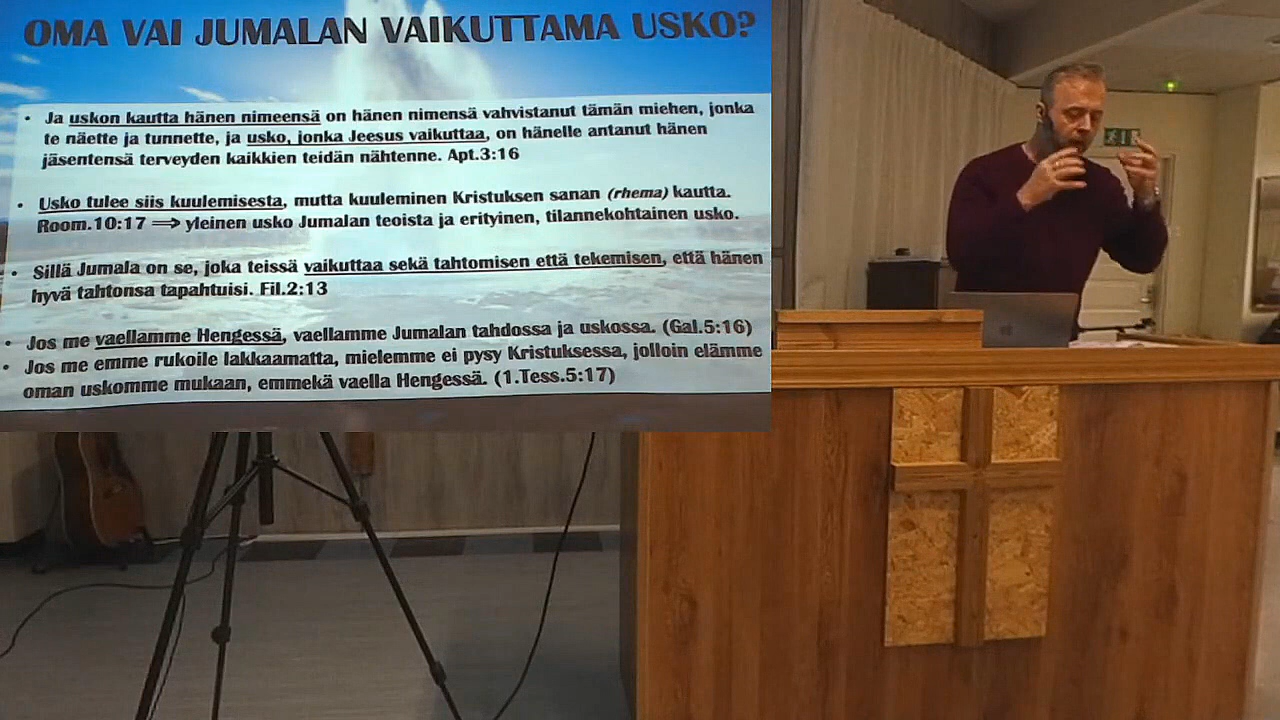 OMA VAI JUMALAN VAIKUTTAMA USKO?
• Ja uskon kautta hänen nimeensä on hänen nimensä vahvistanut tämän miehen, jonka
te näette ja tunnette, ja usko, jonka Jeesus vaikuttaa, on hänelle antanut hänen
jäsentensä terveyden kaikkien teidän nähtenne. Apt.3:16
• Usko tulee siis kuulemisesta, mutta kuuleminen Kristuksen sanan (rhema) kautta.
Room.10:17 ⟹ yleinen usko Jumalan teoista ja erityinen, tilannekohtainen usko.
• Sillä Jumala on se, joka teissä vaikuttaa sekä tahtomisen että tekemisen, että hänen
hyvä tahtonsa tapahtuisi. Fil.2:13
• Jos me vaellamme Hengessä, vaellamme Jumalan tahdossa ja uskossa. (Gal.5:16)
• Jos me emme rukoile lakkaamatta, mielemme ei pysy Kristuksessa, jolloin elämme
oman uskomme mukaan, emmekä vaella Hengessä. (1.Tess.5:17)